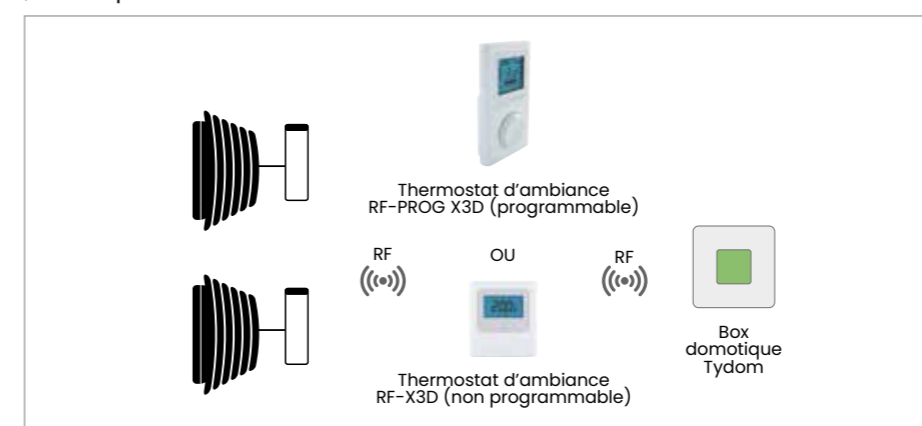 Thermostat d'ambiance
RF-PROG X3D (programmable)
RF
OU
RF
Thermostat d'ambiance
RF-X3D (non programmable)
Box
domotique
Tydom